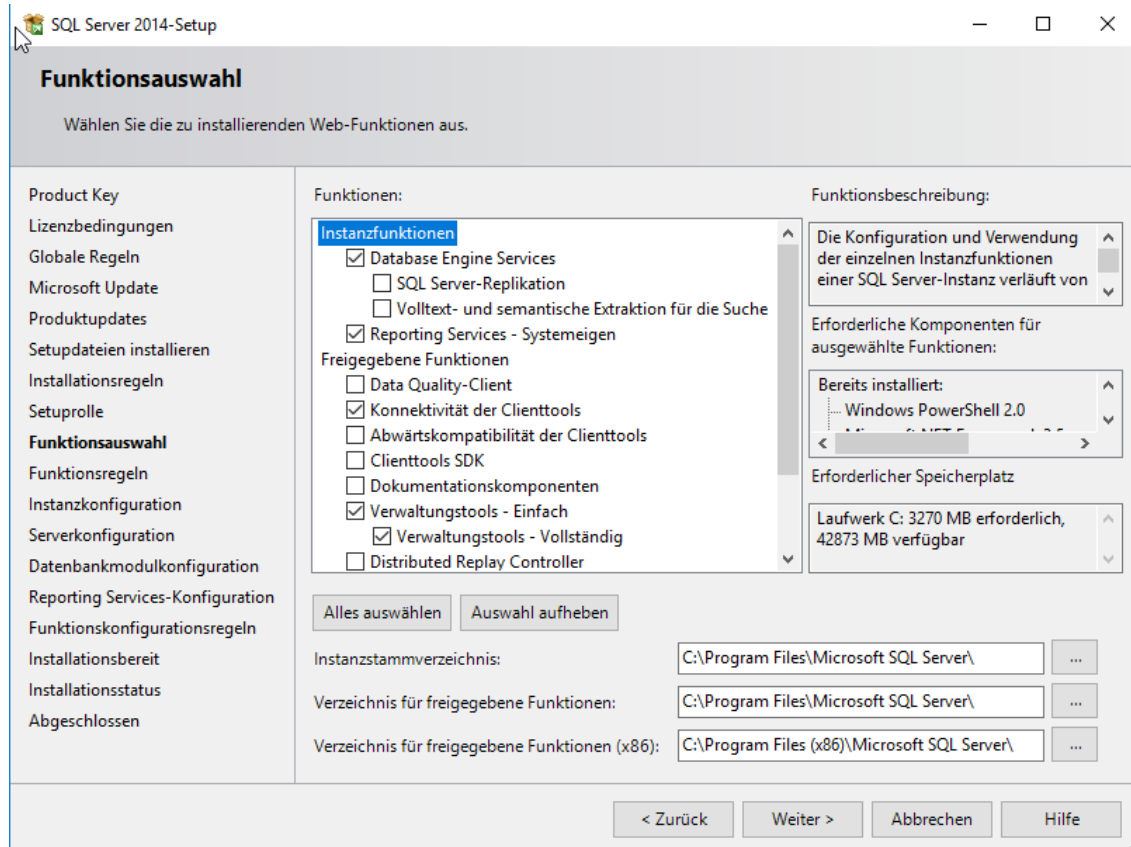 SQL Server 2014-Setup
Funktionsauswahl
Wählen Sie die zu installierenden Web-Funktionen aus.
Product Key
Lizenzbedingungen
Globale Regeln
Microsoft Update
Produktupdates
Setupdateien installieren
Installationsregeln
Setuprolle
Funktionsauswahl
Funktionsregeln
Instanzkonfiguration
Serverkonfiguration
Datenbankmodulkonfiguration
Reporting Services-Konfiguration
Funktionskonfigurationsregeln
Installationsbereit
Installationsstatus
Abgeschlossen
Funktionen:
Instanzfunktionen
Database Engine Services
SQL Server-Replikation
Volltext- und semantische Extraktion für die Suche
Reporting Services - Systemeigen
Freigegebene Funktionen
Data Quality-Client
Konnektivität der Clienttools
Abwärtskompatibilität der Clienttools
Clienttools SDK
Dokumentationskomponenten
Verwaltungstools - Einfach
Verwaltungstools - Vollständig
Distributed Replay Controller
Funktionsbeschreibung:
Die Konfiguration und Verwendung
der einzelnen Instanzfunktionen
einer SQL Server-Instanz verläuft von
Erforderliche Komponenten für
ausgewählte Funktionen:
Bereits installiert:
Windows PowerShell 2.0
Erforderlicher Speicherplatz
Laufwerk C: 3270 MB erforderlich,
42873 MB verfügbar
Alles auswählen
Auswahl aufheben
Instanzstammverzeichnis:
C:\Program Files\Microsoft SQL Server\
...
Verzeichnis für freigegebene Funktionen:
C:\Program Files\Microsoft SQL Server\
...
Verzeichnis für freigegebene Funktionen (x86):
C:\Program Files (x86)\Microsoft SQL Server\
...
< Zurück
Weiter >
Abbrechen
Hilfe